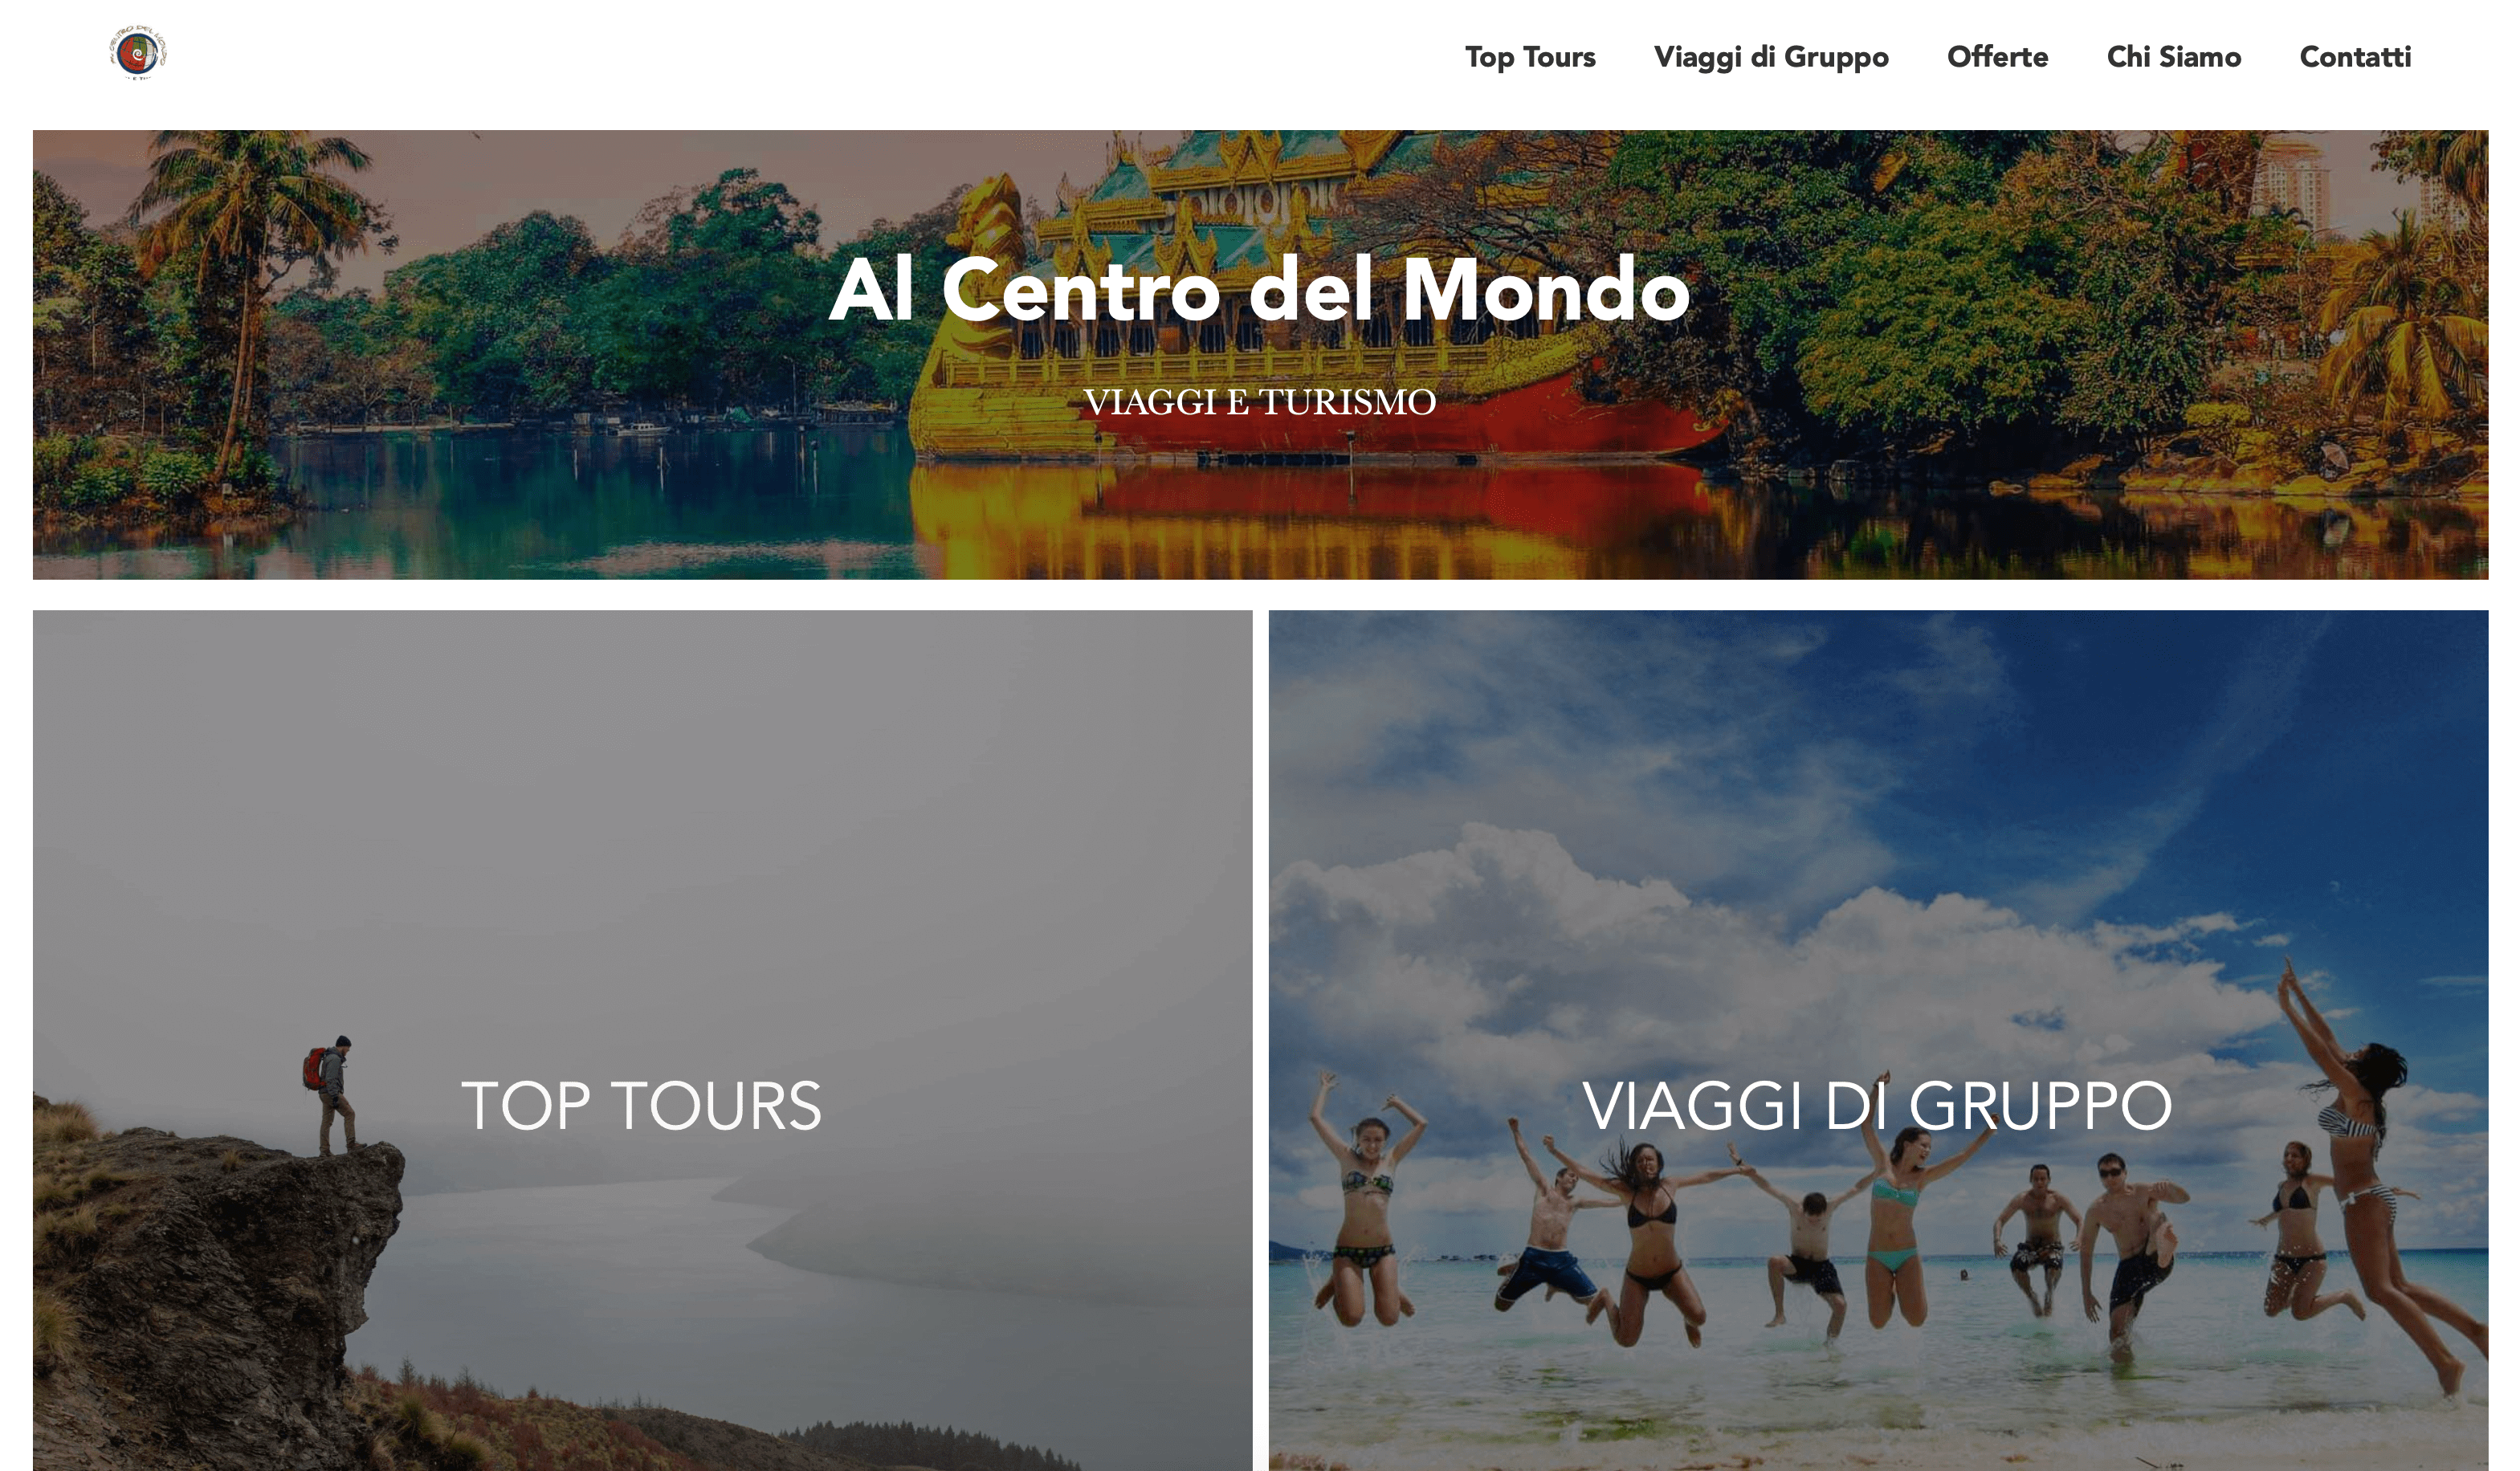 Top Tours
Viaggi di Gruppo
Offerte
Chi Siamo
Contatti
Al Centro del Mondo
VIAGGI E TURISMO
TOP TOURS
VIAGGI DI GRUPPO